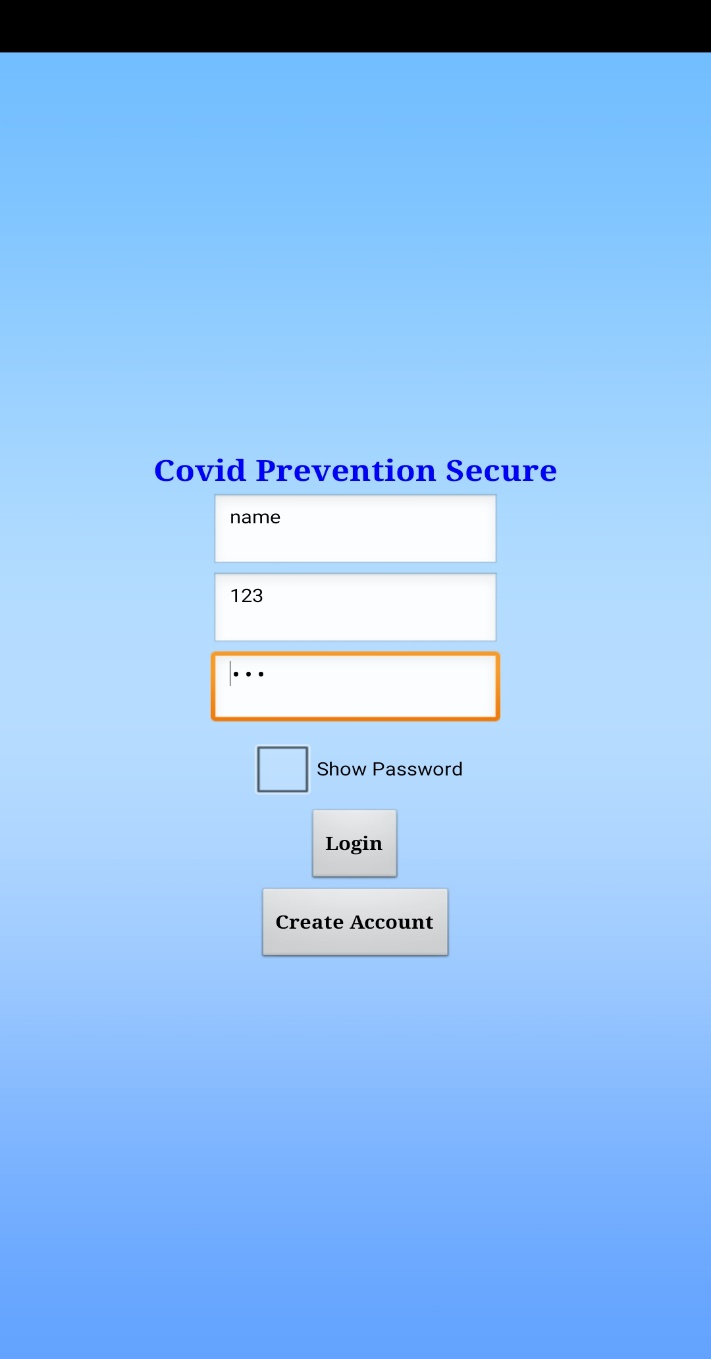 Covid Prevention Secure
name
123
•••
Show Password
Login
Create Account